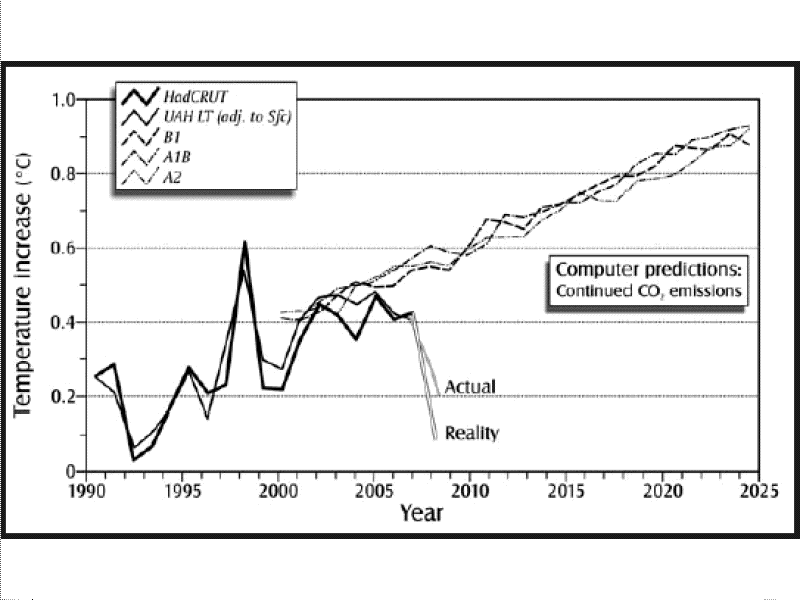 HadCRUT
UAH LT (adj. to Sfc)
B1
A1B
A2
Temperature increase (°C)
1.0
0.8
0.6
0.4
0.2
0
Computer predictions:
Continued CO₂ emissions
Actual
Reality
1990 1995 2000 2005 2010 2015 2020 2025
Year